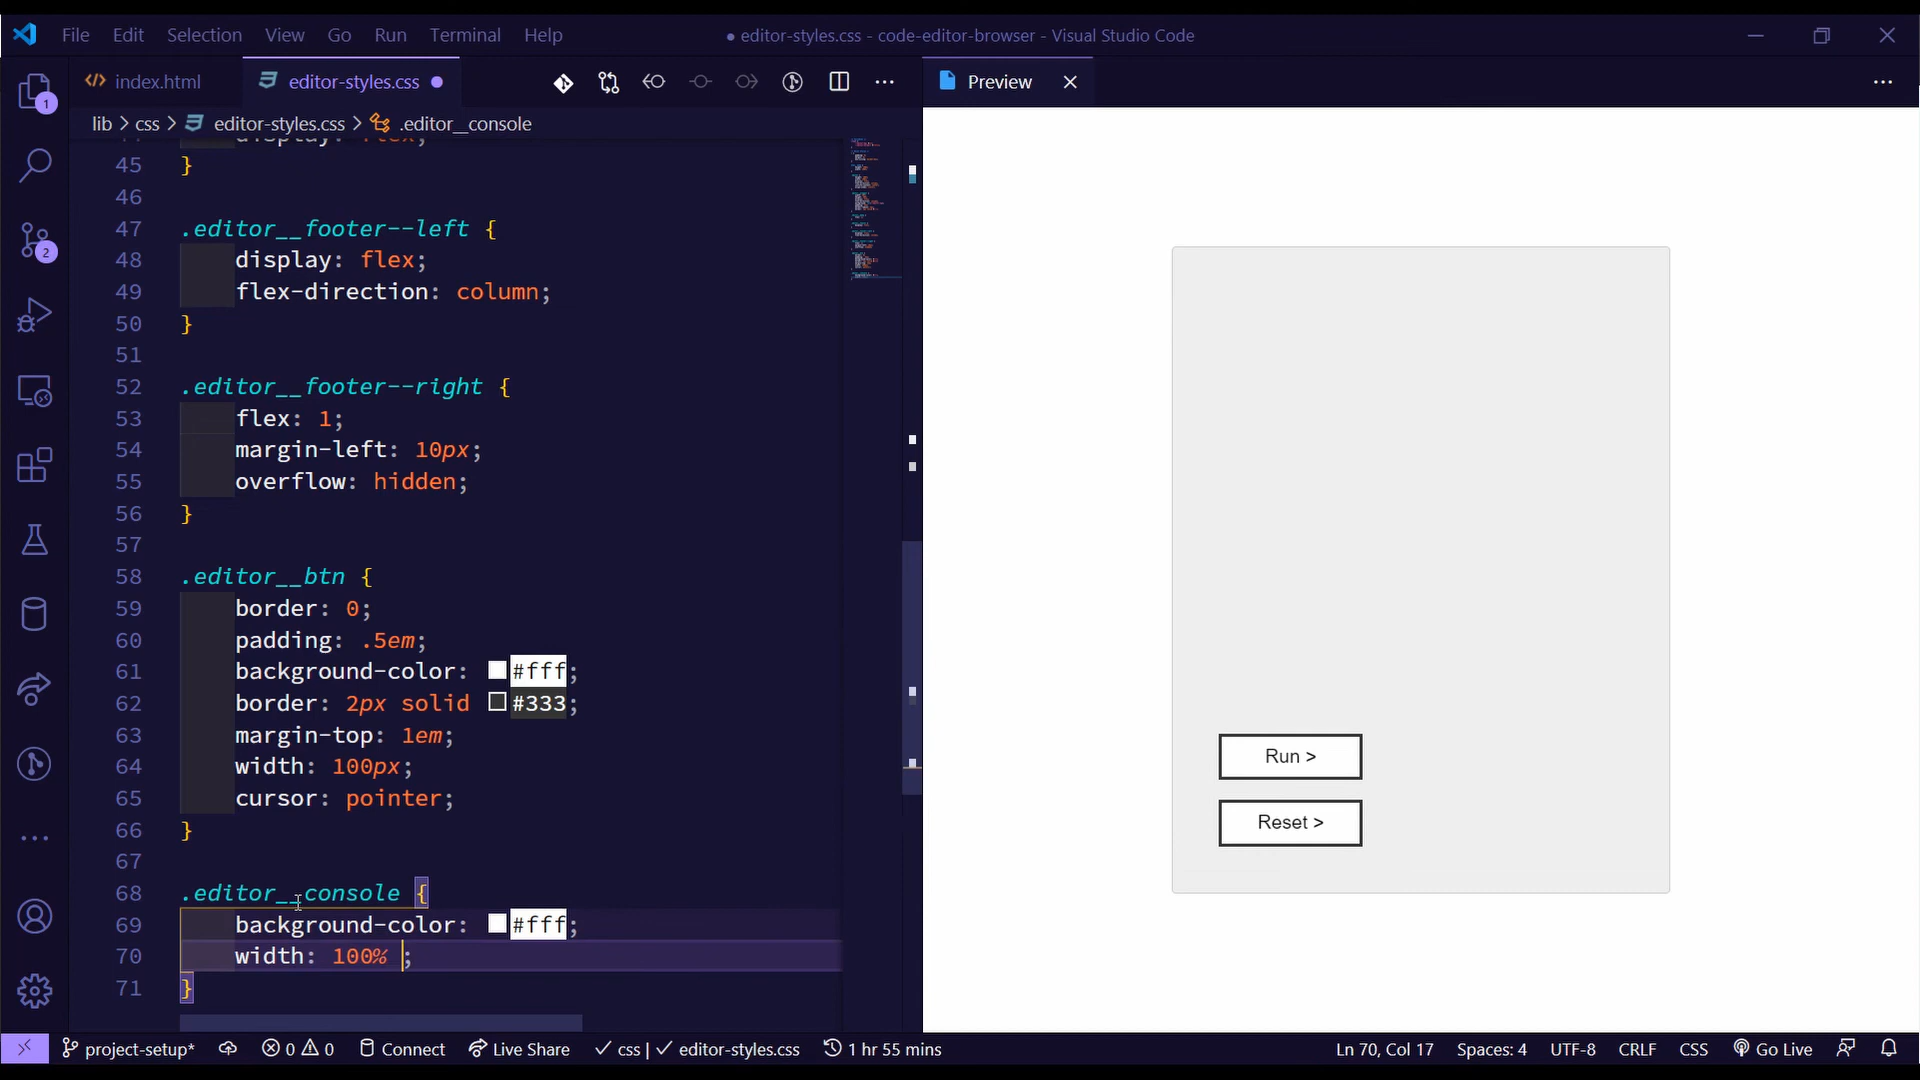 File Edit Selection View Go Run Terminal Help
● editor-styles.css - code-editor-browser - Visual Studio Code
index.html
editor-styles.css ●
Preview
lib > css > editor-styles.css > .editor__console
1
2
45 }
46
47 .editor__footer--left {
48 display: flex;
49 flex-direction: column;
50 }
51
52 .editor__footer--right {
53 flex: 1;
54 margin-left: 10px;
55 overflow: hidden;
56 }
57
58 .editor__btn {
59 border: 0;
60 padding: .5em;
61 background-color: #fff;
62 border: 2px solid #333;
63 margin-top: 1em;
64 width: 100px;
65 cursor: pointer;
66 }
67
68 .editor__console {
69 background-color: #fff;
70 width: 100% ;
71 }
Run >
Reset >
project-setup* 0 0 Connect Live Share ✓ css | ✓ editor-styles.css 1 hr 55 mins Ln 70, Col 17 Spaces: 4 UTF-8 CRLF CSS Go Live